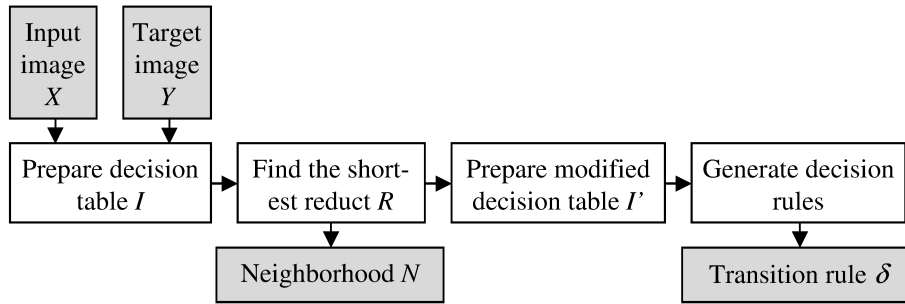 Input
image
X
Target
image
Y
Prepare decision
table I
Find the short-
est reduct R
Prepare modified
decision table I’
Generate decision
rules
Neighborhood N
Transition rule δ